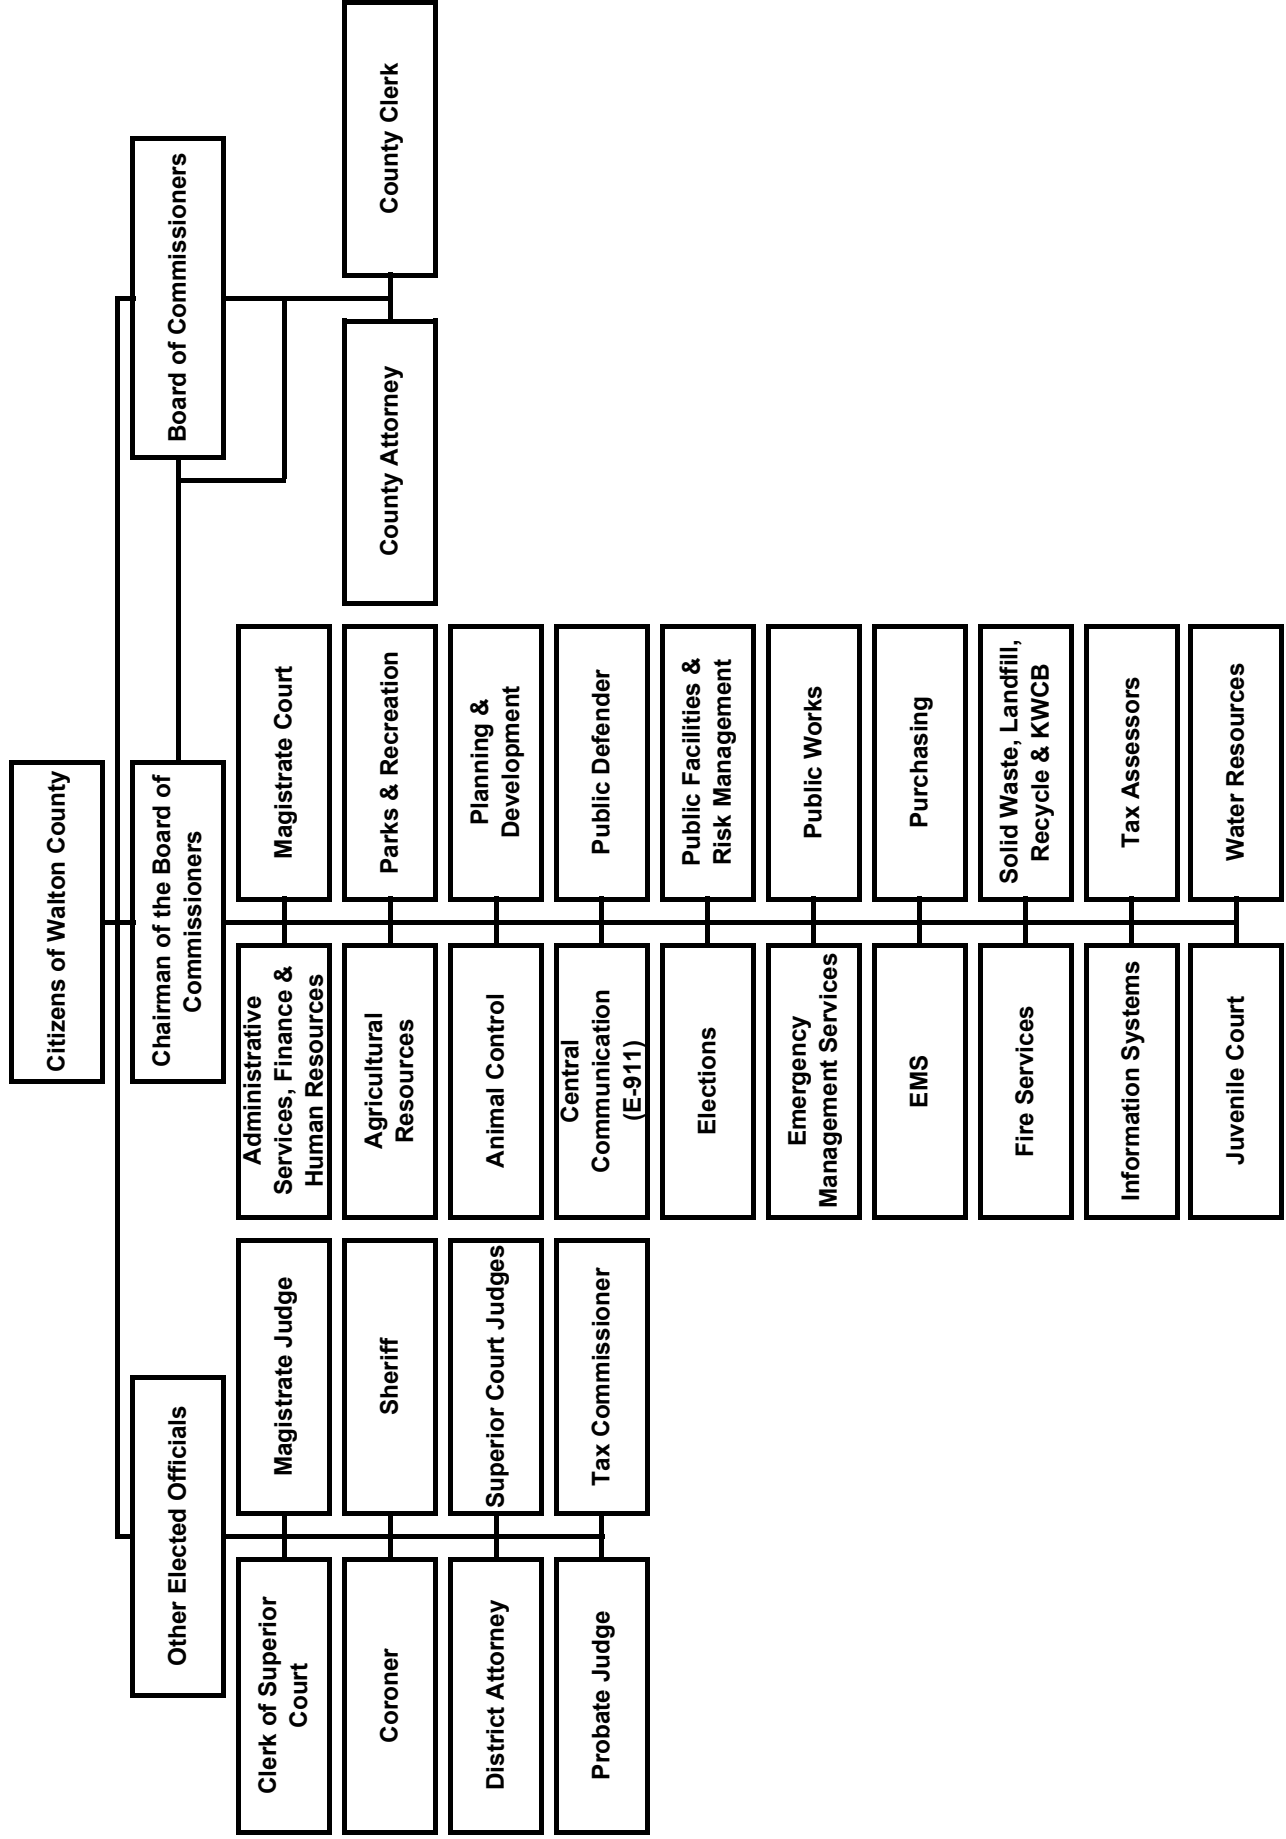 Citizens of Walton County
Other Elected Officials
Chairman of the Board of
Commissioners
Board of Commissioners
Clerk of Superior
Court
Magistrate Judge
Coroner
Sheriff
District Attorney
Superior Court Judges
Probate Judge
Tax Commissioner
Administrative
Services, Finance &
Human Resources
Magistrate Court
Agricultural
Resources
Parks & Recreation
Animal Control
Planning &
Development
Central
Communication
(E-911)
Public Defender
Elections
Public Facilities &
Risk Management
Emergency
Management Services
Public Works
EMS
Purchasing
Fire Services
Solid Waste, Landfill,
Recycle & KWCB
Information Systems
Tax Assessors
Juvenile Court
Water Resources
County Attorney
County Clerk